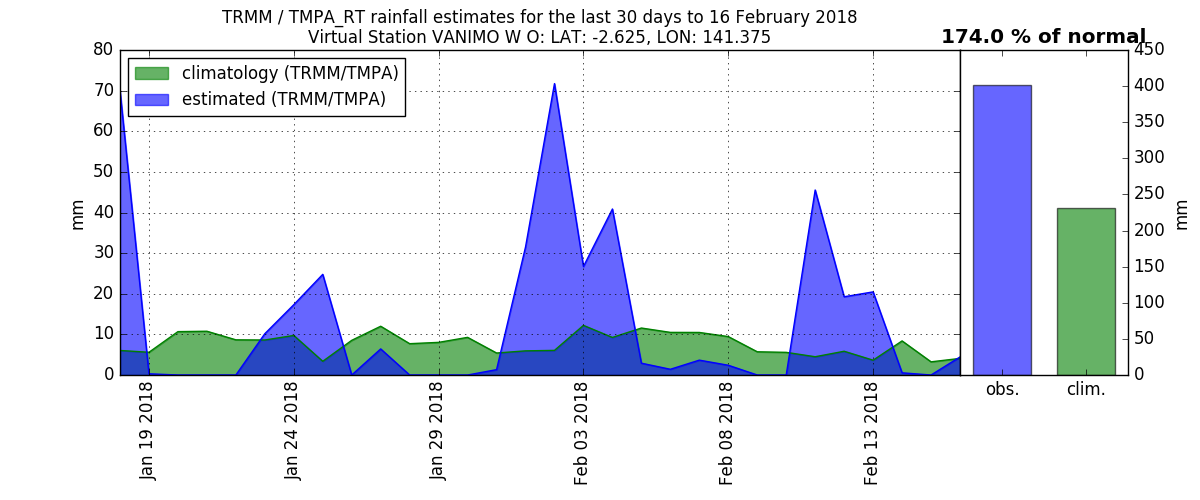 TRMM / TMPA_RT rainfall estimates for the last 30 days to 16 February 2018
Virtual Station VANIMO W O: LAT: -2.625, LON: 141.375
174.0 % of normal
climatology (TRMM/TMPA)
estimated (TRMM/TMPA)
80
70
60
50
40
30
20
10
0
mm
Jan 19 2018
Jan 24 2018
Jan 29 2018
Feb 03 2018
Feb 08 2018
Feb 13 2018
450
400
350
300
250
200
150
100
50
0
mm
obs.
clim.